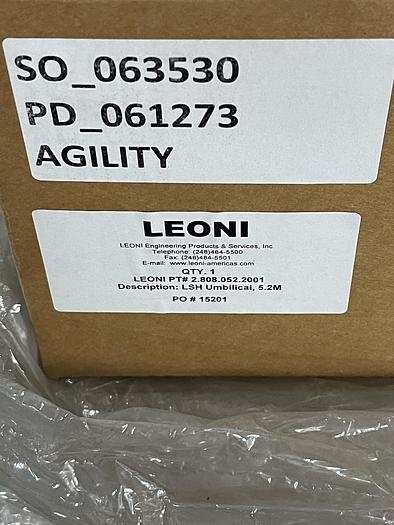 SO_063530
PD_061273
AGILITY
LEONI
LEONI Engineering Products & Services, Inc
Telephone: (248)484-5500
Fax: (248)484-5501
E-mail: www.leoni-americas.com
QTY. 1
LEONI PT# 2.808.052.2001
Description: LSH Umbilical, 5.2M
PO # 15201